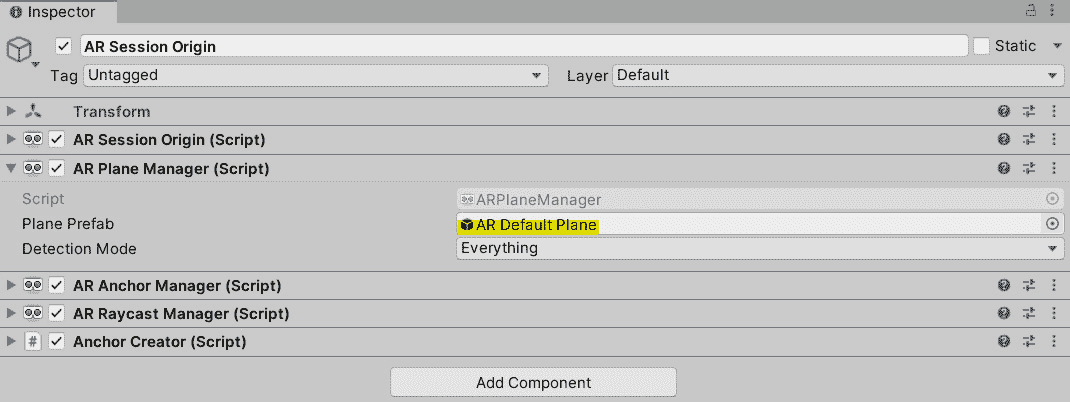 Inspector
AR Session Origin Static
Tag Untagged Layer Default
Transform
AR Session Origin (Script)
AR Plane Manager (Script)
Script ARPlaneManager
Plane Prefab AR Default Plane
Detection Mode Everything
AR Anchor Manager (Script)
AR Raycast Manager (Script)
# Anchor Creator (Script)
Add Component